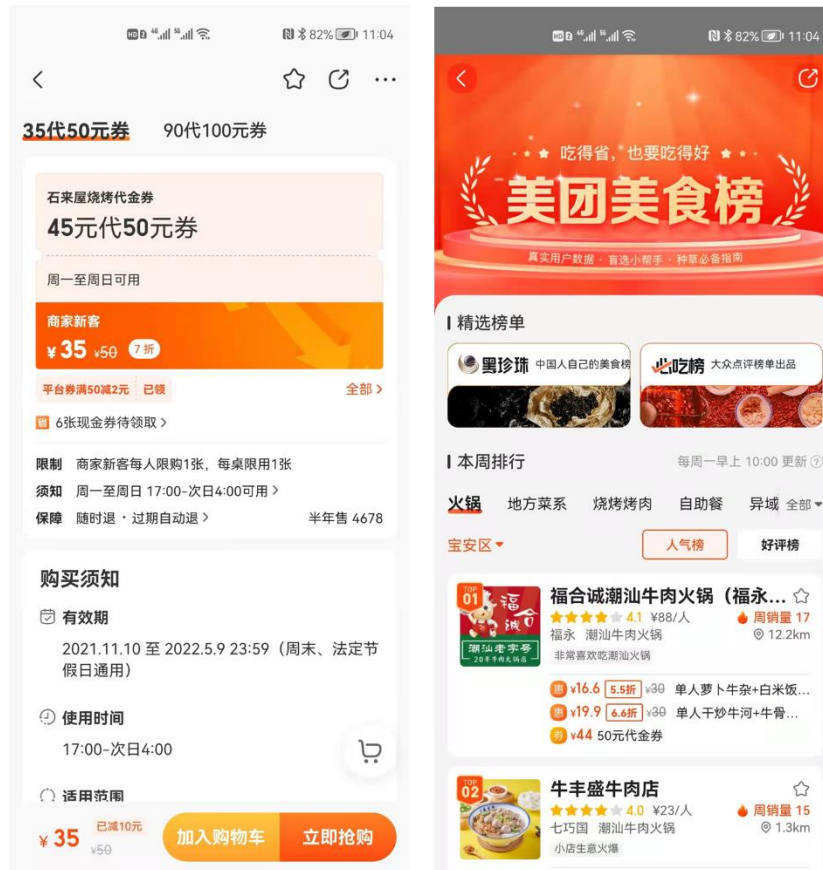 HD 4G 5G 82% 11:04
35代50元券 90代100元券
石来屋烧烤代金券
45元代50元券
周一至周日可用
商家新客
¥35 ¥50 7折
平台券满50减2元 已领 全部
6张现金券待领取
限制 商家新客每人限购1张，每桌限用1张
须知 周一至周日 17:00-次日4:00可用
保障 随时退·过期自动退 半年售 4678
购买须知
有效期
2021.11.10 至 2022.5.9 23:59（周末、法定节
假日通用）
使用时间
17:00-次日4:00
适用范围
¥35 已减10元 ¥50 加入购物车 立即抢购
HD 4G 5G 82% 11:04
吃得省，也要吃得好
美团美食榜
真实用户数据·盲选小帮手·种草必备指南
精选榜单
黑珍珠 中国人自己的美食榜
必吃榜 大众点评榜单出品
本周排行 每周一早上 10:00 更新
火锅 地方菜系 烧烤烤肉 自助餐 异域 全部
宝安区 人气榜 好评榜
TOP 01 福合诚潮汕牛肉火锅（福永...
福合诚
潮汕老字号
4.1 ¥88/人 周销量 17
福永 潮汕牛肉火锅 12.2km
非常喜欢吃潮汕火锅
惠 ¥16.6 5.5折 ¥30 单人萝卜牛杂+白米饭...
惠 ¥19.9 6.6折 ¥30 单人干炒牛河+牛骨...
券 ¥44 50元代金券
TOP 02 牛丰盛牛肉店
4.0 ¥23/人 周销量 15
七巧国 潮汕牛肉火锅 1.3km
小店生意火爆